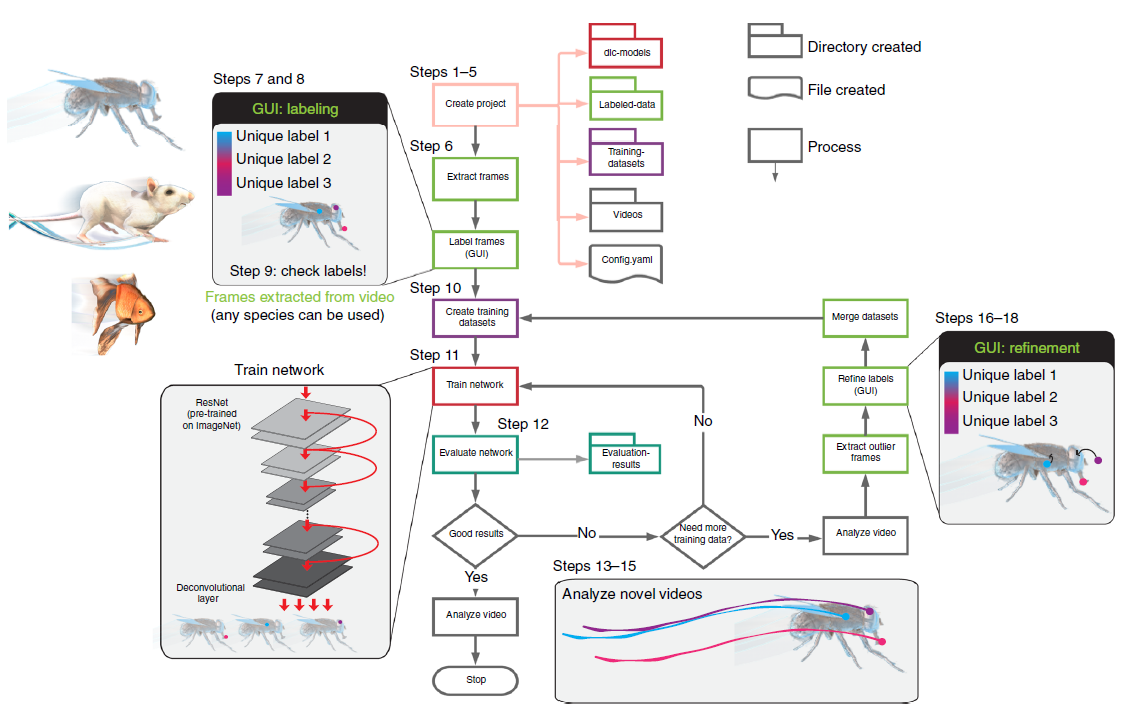 Steps 7 and 8
GUI: labeling
Unique label 1
Unique label 2
Unique label 3
Step 9: check labels!
Frames extracted from video
(any species can be used)
Steps 1–5
Create project
Step 6
Extract frames
Label frames
(GUI)
Step 10
Create training
datasets
Step 11
Train network
Step 12
Evaluate network
Evaluation-
results
Good results
No
Need more
training data?
No
Yes
Yes
Analyze video
Stop
dlc-models
Labeled-data
Training-
datasets
Videos
Config.yaml
Directory created
File created
Process
Merge datasets
Refine labels
(GUI)
Extract outlier
frames
Analyze video
Steps 16–18
GUI: refinement
Unique label 1
Unique label 2
Unique label 3
Train network
ResNet
(pre-trained
on ImageNet)
Deconvolutional
layer
Steps 13–15
Analyze novel videos